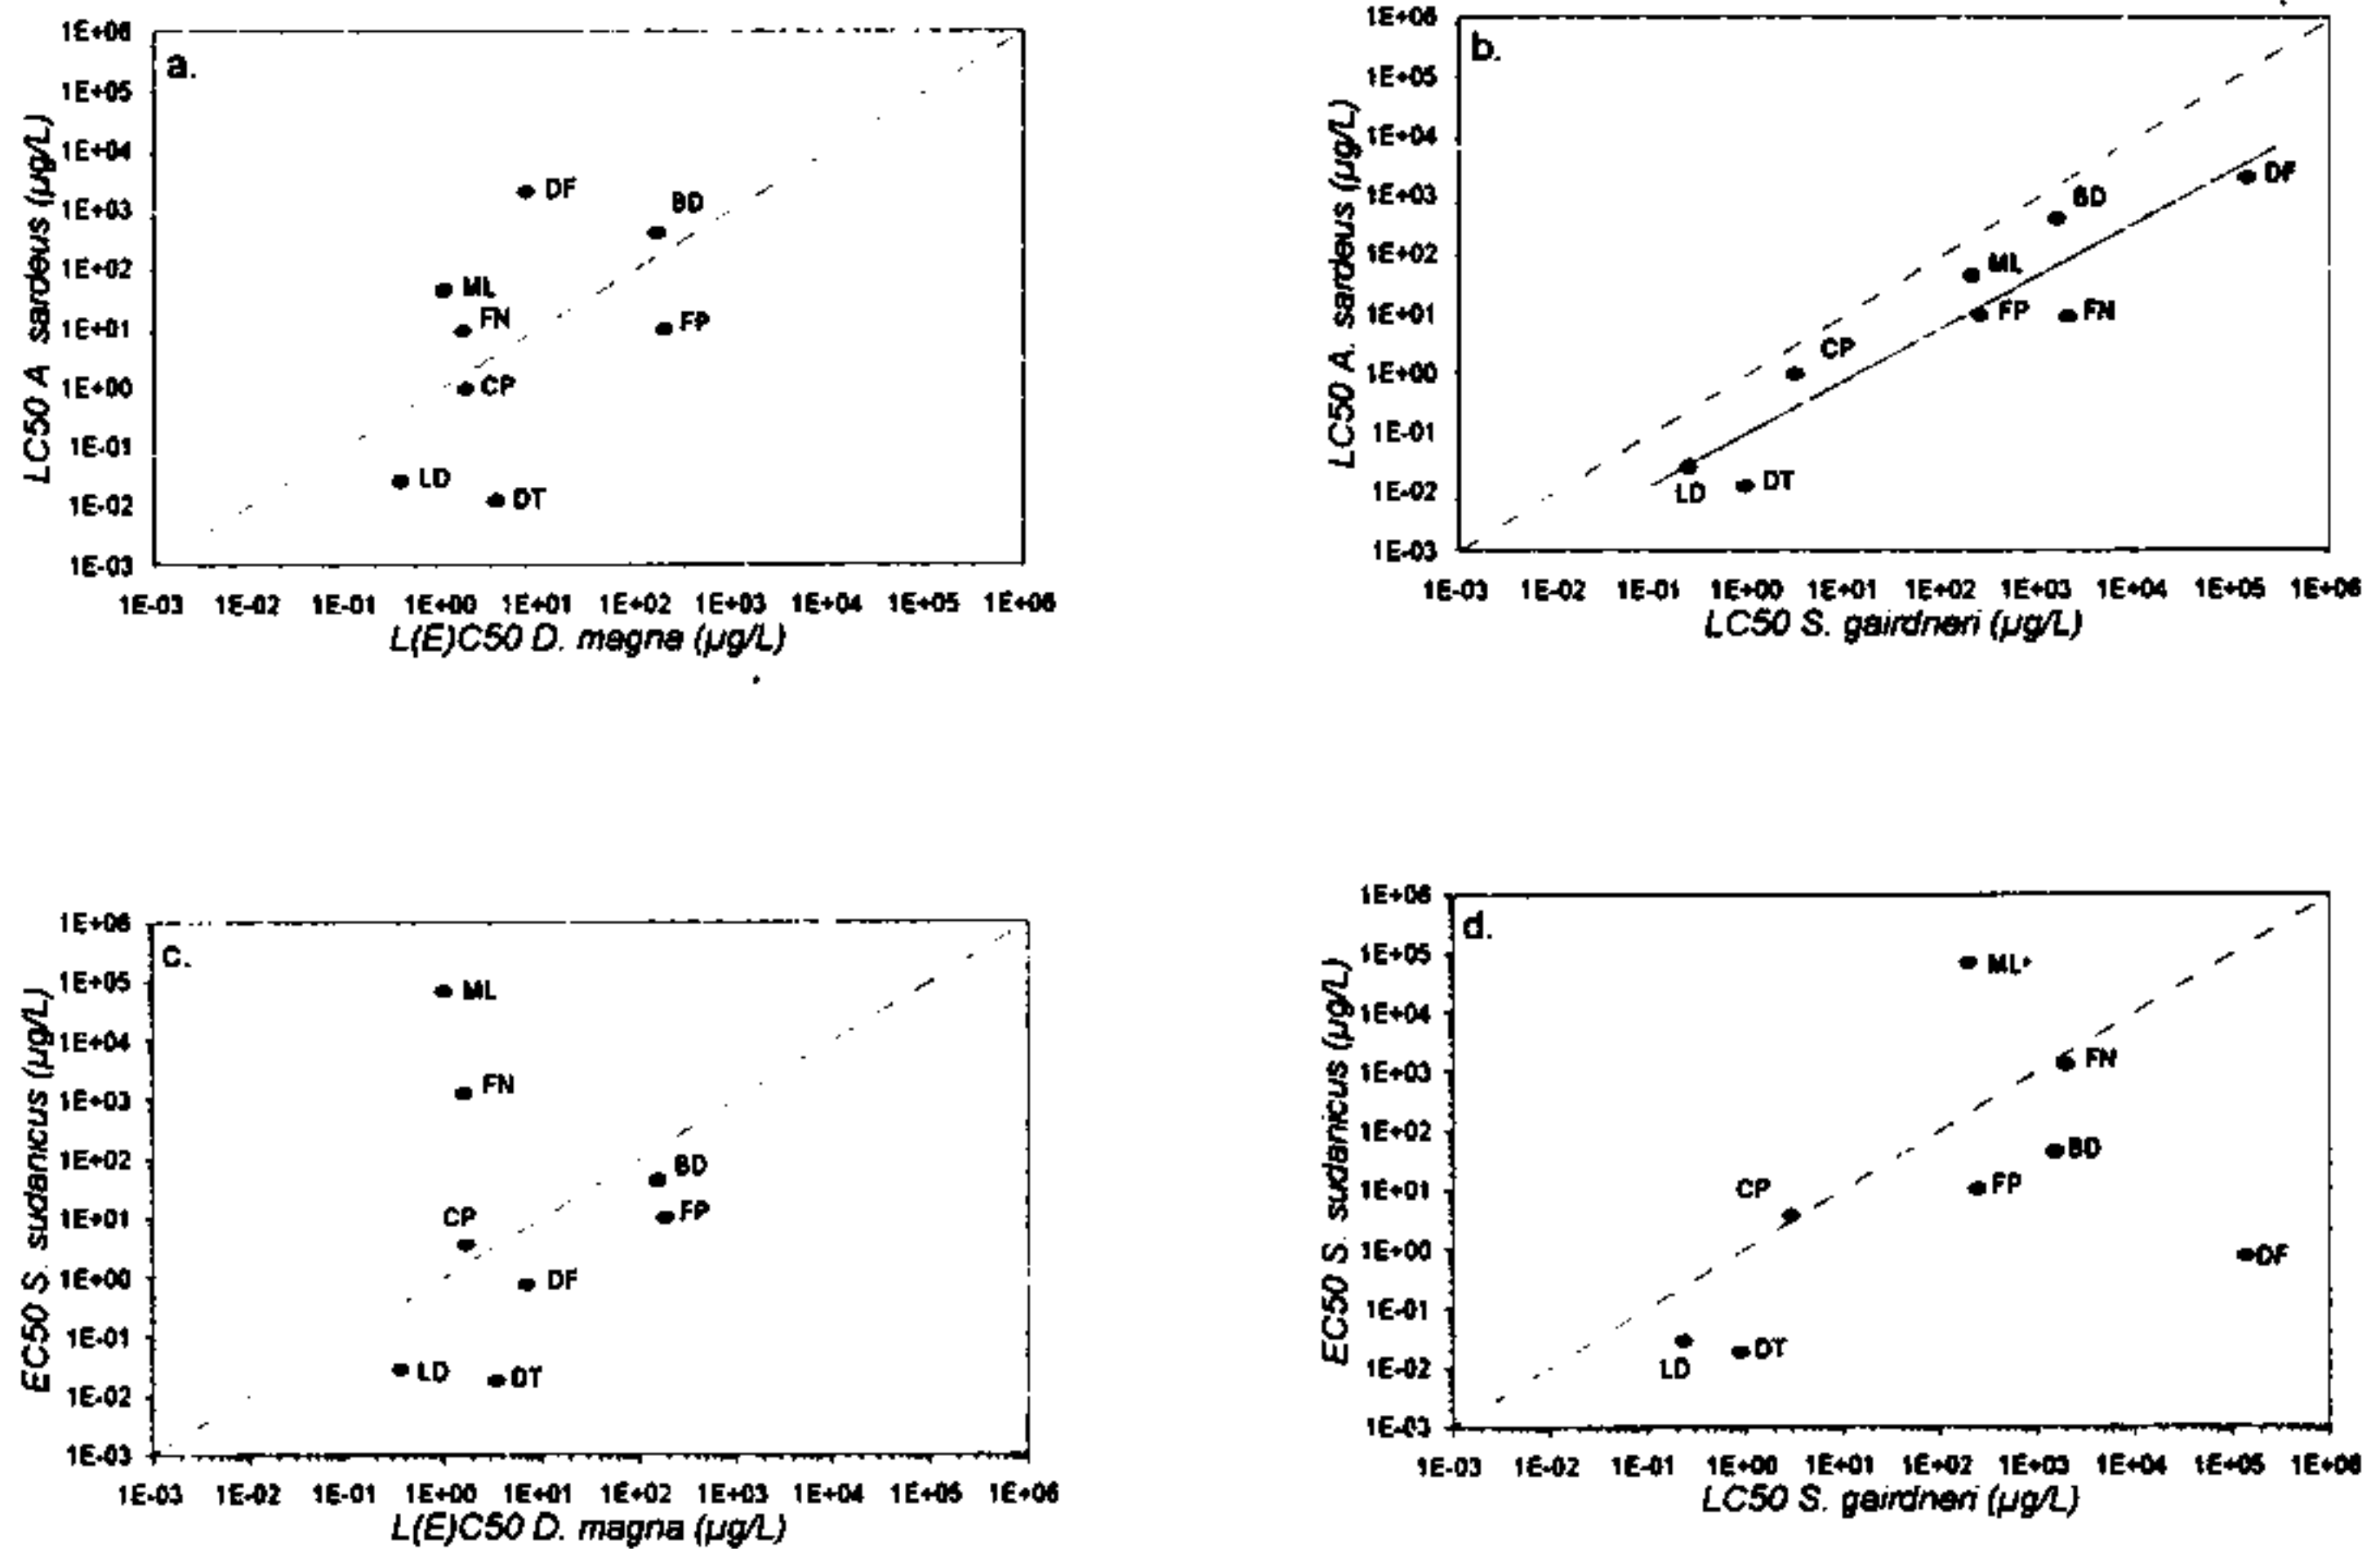 a.
1E+06
1E+05
1E+04
1E+03
1E+02
1E+01
1E+00
1E-01
1E-02
1E-03
LC50 A sardeus (µg/L)
DF
BD
ML
FN
FP
CP
LD
DT
1E-03 1E-02 1E-01 1E+00 1E+01 1E+02 1E+03 1E+04 1E+05 1E+06
L(E)C50 D. magna (µg/L)
b.
1E+06
1E+05
1E+04
1E+03
1E+02
1E+01
1E+00
1E-01
1E-02
1E-03
LC50 A. sardeus (µg/L)
DF
BD
ML
FP
FN
CP
LD
DT
1E-03 1E-02 1E-01 1E+00 1E+01 1E+02 1E+03 1E+04 1E+05 1E+06
LC50 S. gairdneri (µg/L)
c.
1E+06
1E+05
1E+04
1E+03
1E+02
1E+01
1E+00
1E-01
1E-02
1E-03
EC50 S. sudanicus (µg/L)
ML
FN
BD
FP
CP
DF
LD
DT
1E-03 1E-02 1E-01 1E+00 1E+01 1E+02 1E+03 1E+04 1E+05 1E+06
L(E)C50 D. magna (µg/L)
d.
1E+06
1E+05
1E+04
1E+03
1E+02
1E+01
1E+00
1E-01
1E-02
1E-03
EC50 S. sudanicus (µg/L)
ML
FN
BD
CP
FP
DF
DT
LD
1E-03 1E-02 1E-01 1E+00 1E+01 1E+02 1E+03 1E+04 1E+05 1E+06
LC50 S. gairdneri (µg/L)